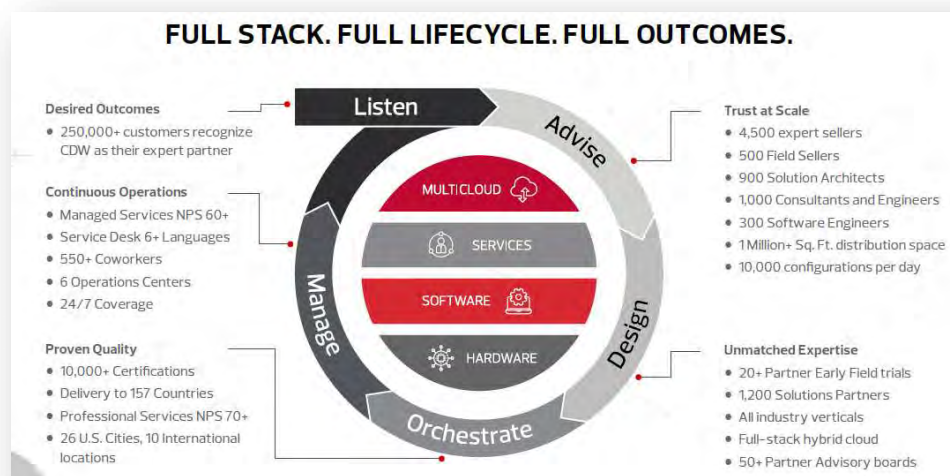 FULL STACK. FULL LIFECYCLE. FULL OUTCOMES.
Desired Outcomes
• 250,000+ customers recognize
CDW as their expert partner
Continuous Operations
• Managed Services NPS 60+
• Service Desk 6+ Languages
• 550+ Coworkers
• 6 Operations Centers
• 24/7 Coverage
Proven Quality
• 10,000+ Certifications
• Delivery to 157 Countries
• Professional Services NPS 70+
• 26 U.S. Cities, 10 International
locations
Listen
Advise
Design
Orchestrate
Manage
MULTICLOUD
SERVICES
SOFTWARE
HARDWARE
Trust at Scale
• 4,500 expert sellers
• 500 Field Sellers
• 900 Solution Architects
• 1,000 Consultants and Engineers
• 300 Software Engineers
• 1 Million+ Sq. Ft. distribution space
• 10,000 configurations per day
Unmatched Expertise
• 20+ Partner Early Field trials
• 1,200 Solutions Partners
• All industry verticals
• Full-stack hybrid cloud
• 50+ Partner Advisory boards